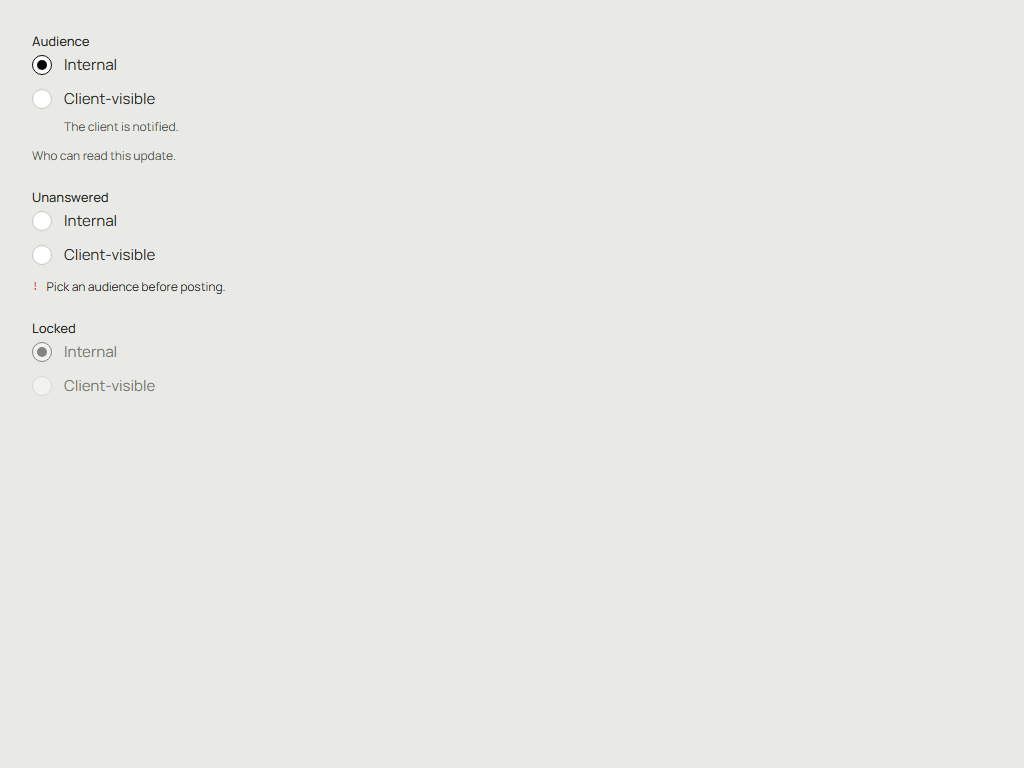 Audience
Internal
Client-visible
The client is notified.
Who can read this update.
Unanswered
Internal
Client-visible
! Pick an audience before posting.
Locked
Internal
Client-visible